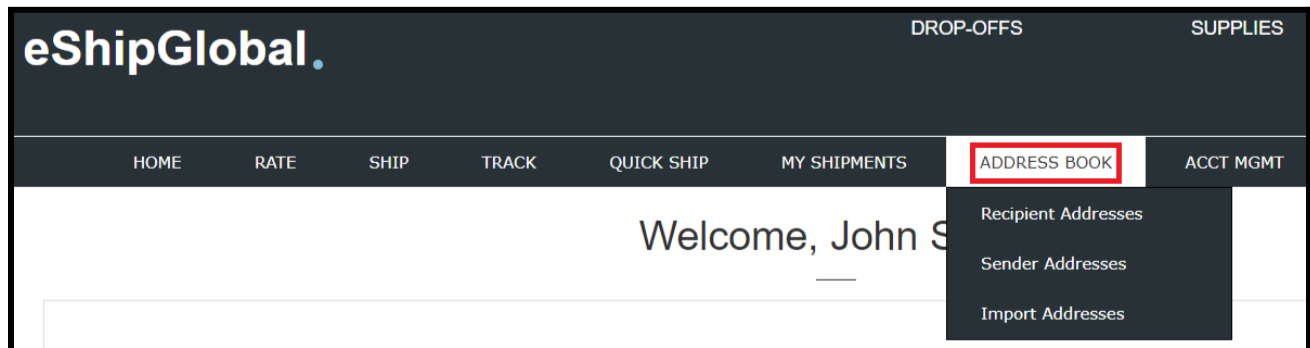 DROP-OFFS SUPPLIES
eShipGlobal.
HOME RATE SHIP TRACK QUICK SHIP MY SHIPMENTS ADDRESS BOOK ACCT MGMT
Recipient Addresses
Welcome, John S
Sender Addresses
Import Addresses